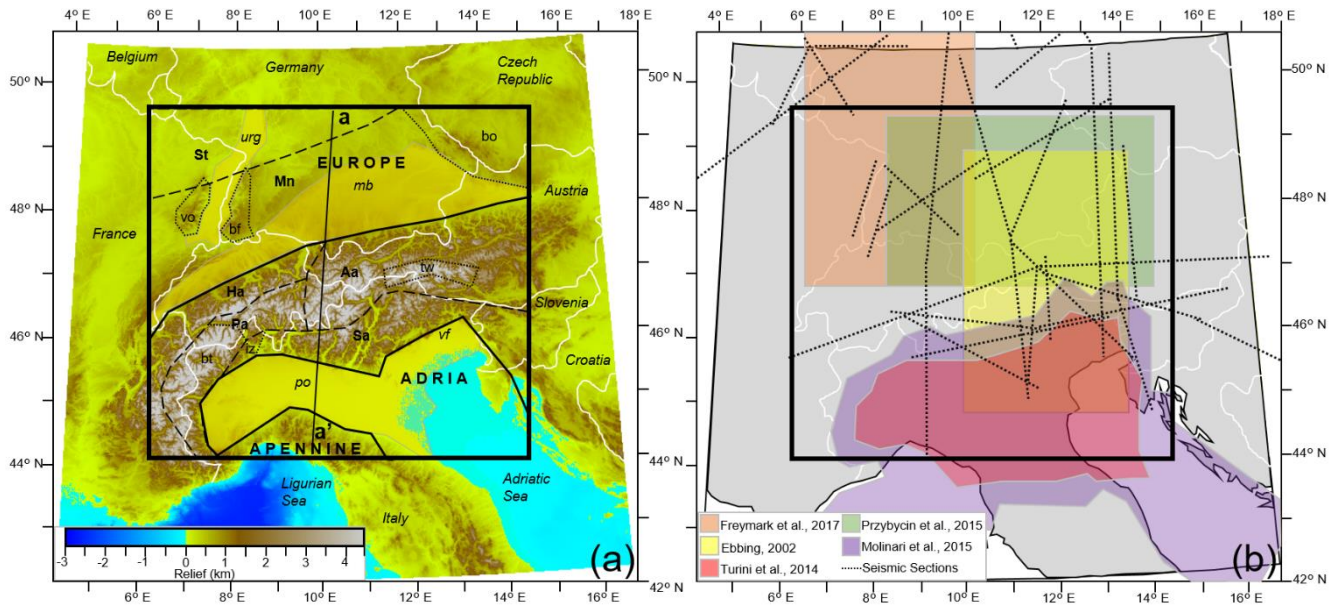 4° E 6° E 8° E 10° E 12° E 14° E 16° E 18° E
50° N
48° N
46° N
44° N
Belgium
Germany
Czech
Republic
a
urg
bo
St
EUROPE
Mn
mb
Austria
vo
bf
France
Aa
tw
Ha
Slovenia
Pa
Sa
bt
iz
vf
Croatia
po
ADRIA
a'
APENNINE
Ligurian
Sea
Adriatic
Sea
Italy
-3 -2 -1 0 1 2 3 4
Relief (km)
(a)
6° E 8° E 10° E 12° E 14° E 16° E
4° E 6° E 8° E 10° E 12° E 14° E 16° E 18° E
50° N
48° N
46° N
44° N
42° N
Freymark et al., 2017
Przybycin et al., 2015
Ebbing, 2002
Molinari et al., 2015
Turini et al., 2014
Seismic Sections
(b)
6° E 8° E 10° E 12° E 14° E 16° E
50° N
48° N
46° N
44° N
42° N